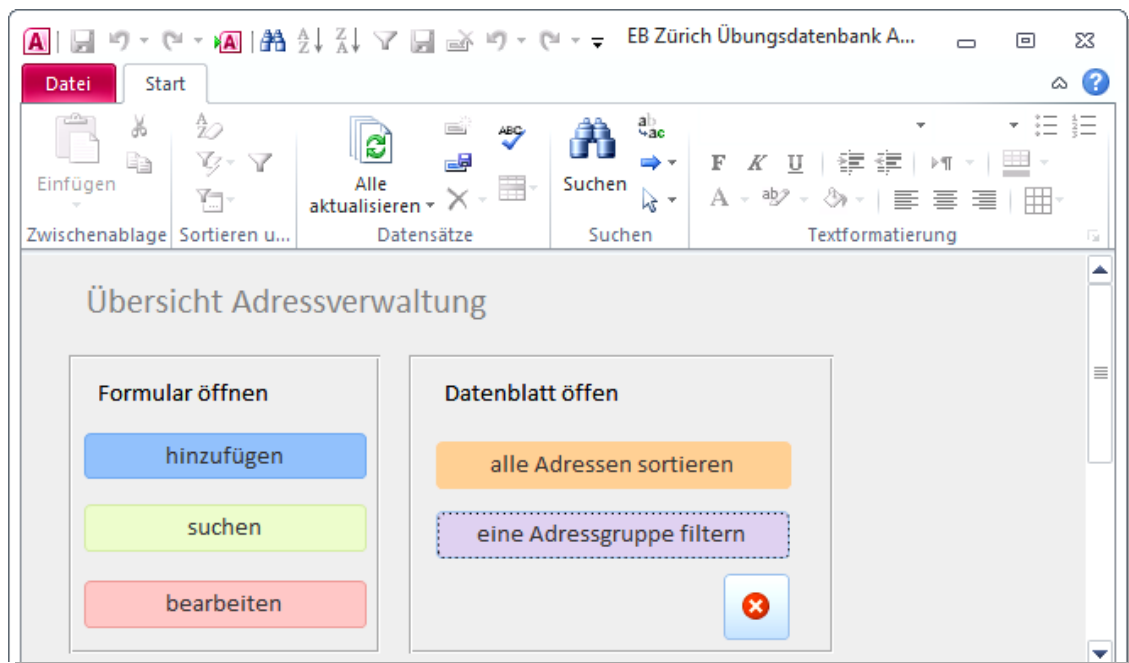 EB Zürich Übungsdatenbank A...
Datei
Start
Einfügen
Alle
aktualisieren
Suchen
F K U
Zwischenablage
Sortieren u...
Datensätze
Suchen
Textformatierung
Übersicht Adressverwaltung
Formular öffnen
Datenblatt öffen
hinzufügen
alle Adressen sortieren
suchen
eine Adressgruppe filtern
bearbeiten